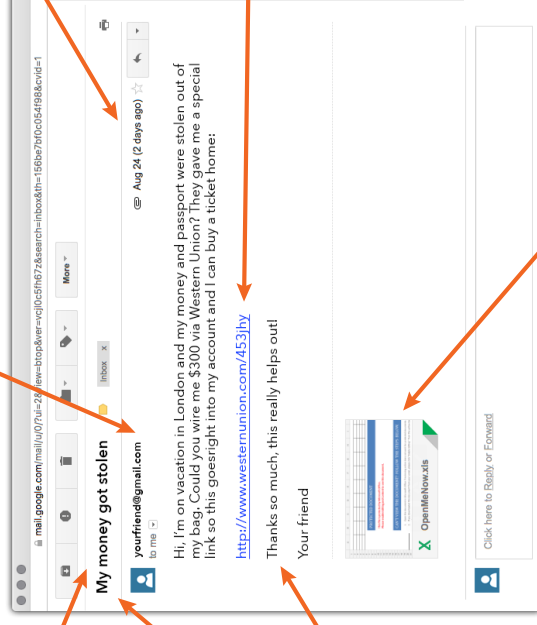 mail.google.com/mail/u/0/?ui=2&view=btop&ver=vcjl0c5fh67z&search=inbox&th=156be7bf0c054f98&cvid=1
More
My money got stolen
Inbox x
yourfriend@gmail.com
Aug 24 (2 days ago)
to me
Hi, I'm on vacation in London and my money and passport were stolen out of
my bag. Could you wire me $300 via Western Union? They gave me a special
link so this goesright into my account and I can buy a ticket home:
http://www.westernunion.com/453jhy
Thanks so much, this really helps out!
Your friend
X OpenMeNow.xls
Click here to Reply or Forward